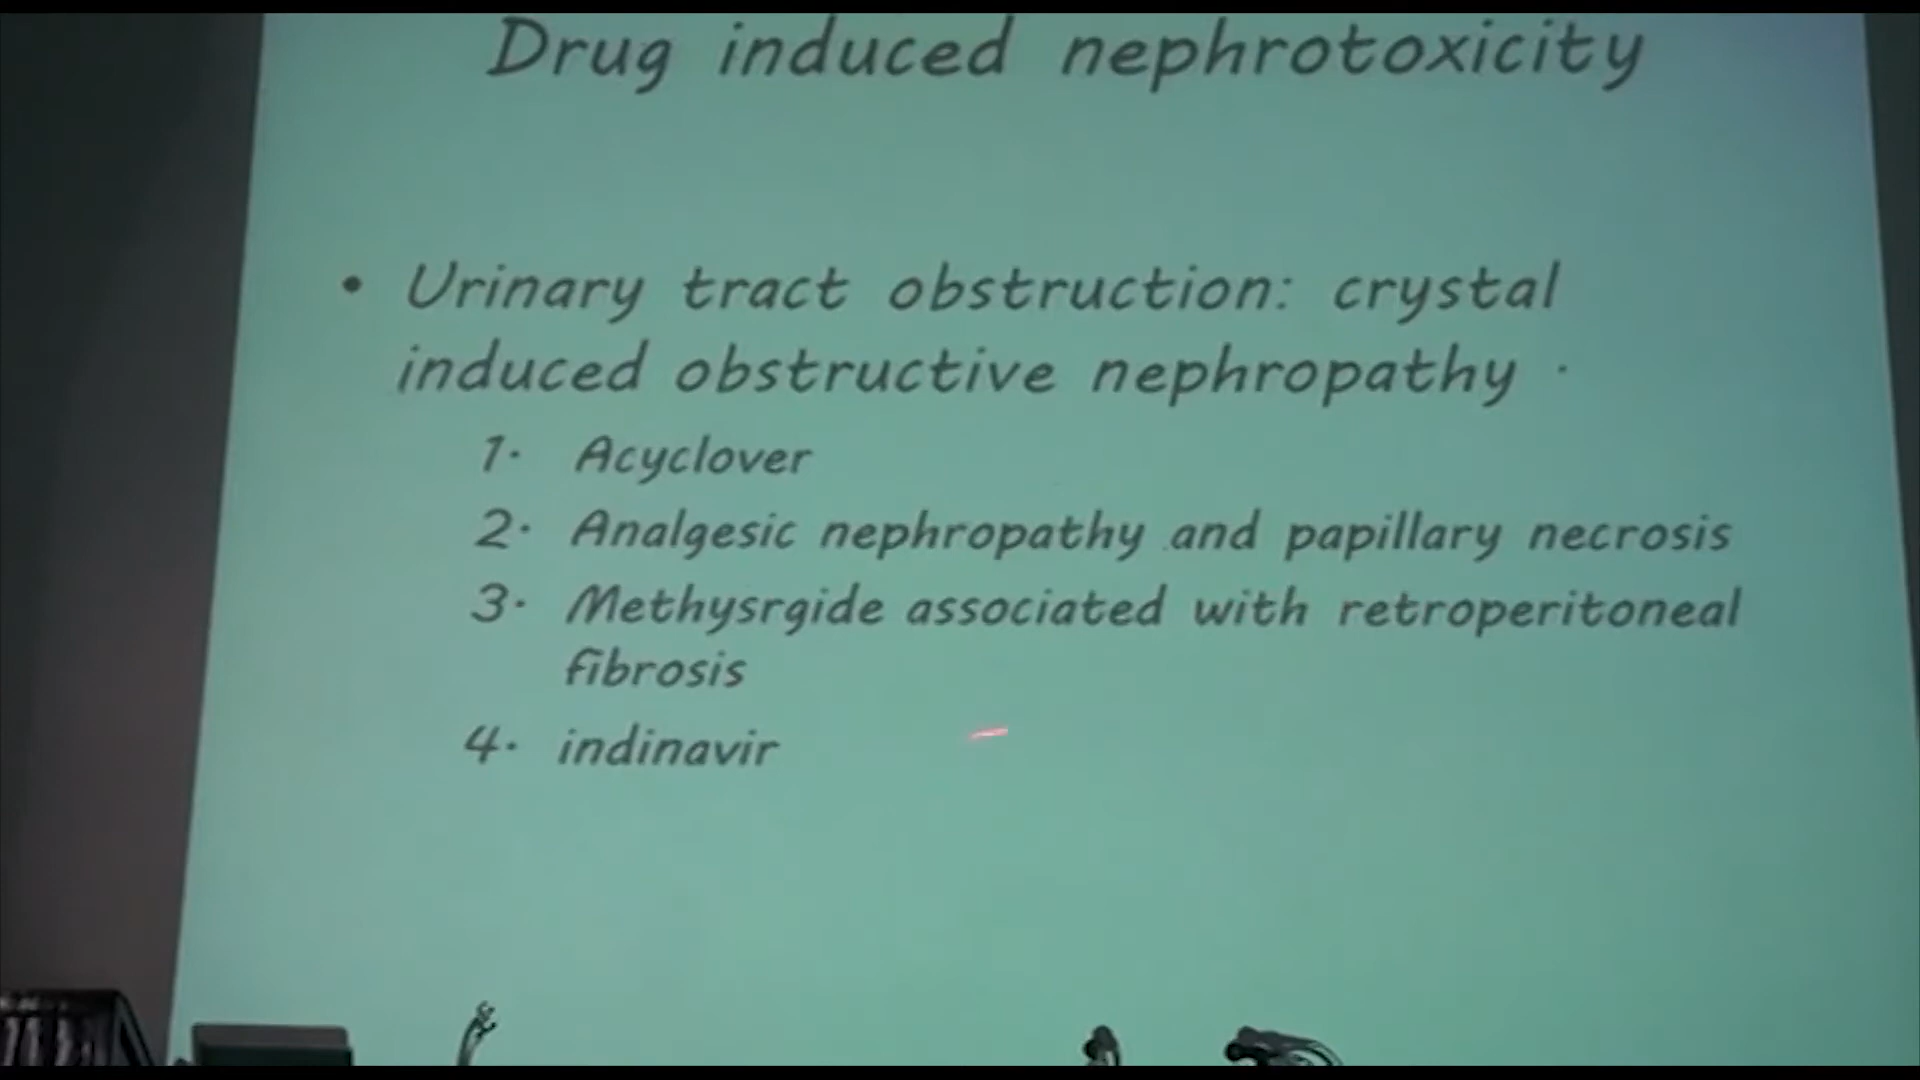 Drug induced nephrotoxicity
• Urinary tract obstruction: crystal
induced obstructive nephropathy .
1. Acyclover
2. Analgesic nephropathy and papillary necrosis
3. Methysrgide associated with retroperitoneal
fibrosis
4. indinavir